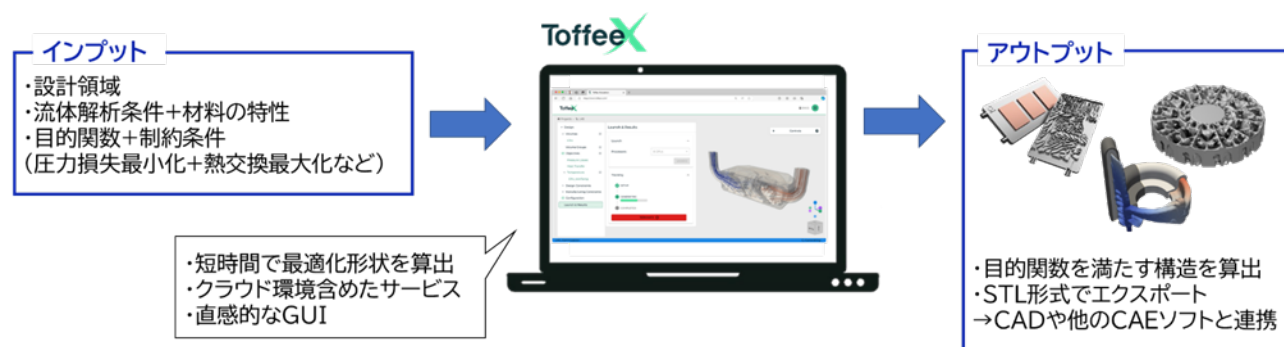 ToffeeX
インプット
・設計領域
・流体解析条件+材料の特性
・目的関数+制約条件
（圧力損失最小化+熱交換最大化など）
・短時間で最適化形状を算出
・クラウド環境含めたサービス
・直感的なGUI
アウトプット
・目的関数を満たす構造を算出
・STL形式でエクスポート
→CADや他のCAEソフトと連携